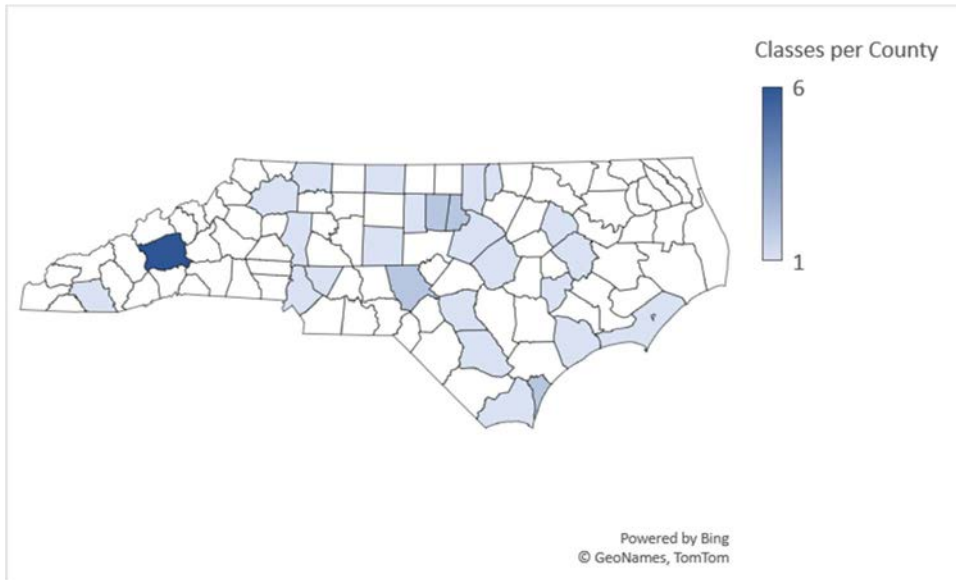 Classes per County
6
1
Powered by Bing
© GeoNames, TomTom